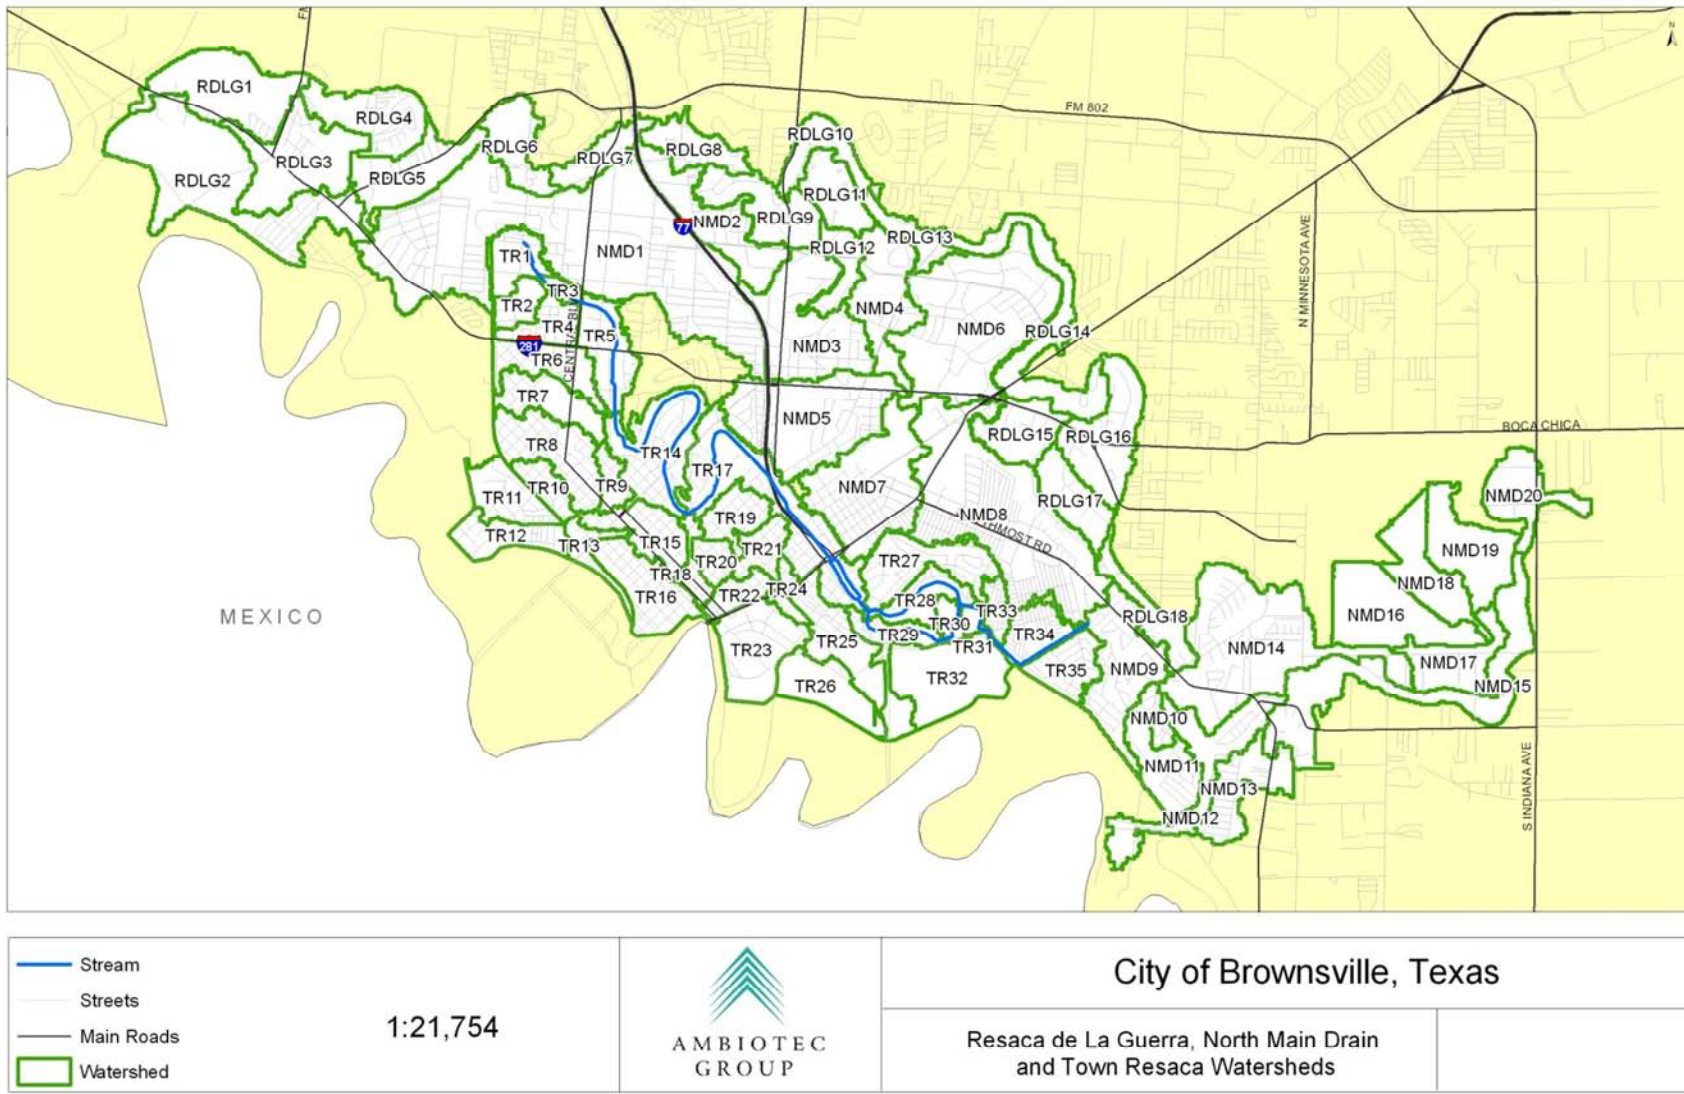 FM
N
RDLG1
RDLG4
FM 802
RDLG10
RDLG6
RDLG7
RDLG8
RDLG3
RDLG5
RDLG2
RDLG11
RDLG9
77
NMD2
RDLG13
RDLG12
NMD1
TR1
N MINNESOTA AVE
TR3
TR2
NMD4
TR4
TR5
NMD6
RDLG14
281
NMD3
TR6
TR7
NMD5
BOCA CHICA
RDLG15
RDLG16
TR8
TR14
TR17
TR10
TR9
NMD7
TR11
RDLG17
NMD20
NMD8
TR19
TR12
TR13
TR15
TR21
NMD19
TR20
TR27
TR18
NMD18
TR24
TR22
TR16
TR28
TR33
NMD16
MEXICO
RDLG18
TR30
TR29
TR34
TR25
TR31
NMD14
TR23
NMD17
TR35
NMD9
TR32
TR26
NMD15
NMD10
NMD11
S INDIANA AVE
NMD13
NMD12
Stream
Streets
Main Roads
Watershed
1:21,754
AMBIOTEC
GROUP
City of Brownsville, Texas
Resaca de La Guerra, North Main Drain
and Town Resaca Watersheds